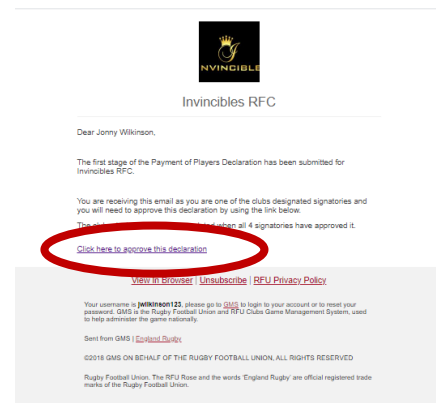 NVINCIBLE
Invincibles RFC
Dear Jonny Wilkinson,
The first stage of the Payment of Players Declaration has been submitted for
Invincibles RFC.
You are receiving this email as you are one of the clubs designated signatories and
you will need to approve this declaration by using the link below.
The when all 4 signatories have approved it.
Click here to approve this declaration
View In Browser | Unsubscribe | RFU Privacy Policy
Your username is jwilkinson123, please go to GMS to login to your account or to reset your
password. GMS is the Rugby Football Union and RFU Clubs Game Management System, used
to help administer the game nationally.
Sent from GMS | England Rugby
©2018 GMS ON BEHALF OF THE RUGBY FOOTBALL UNION, ALL RIGHTS RESERVED
Rugby Football Union. The RFU Rose and the words 'England Rugby' are official registered trade
marks of the Rugby Football Union.